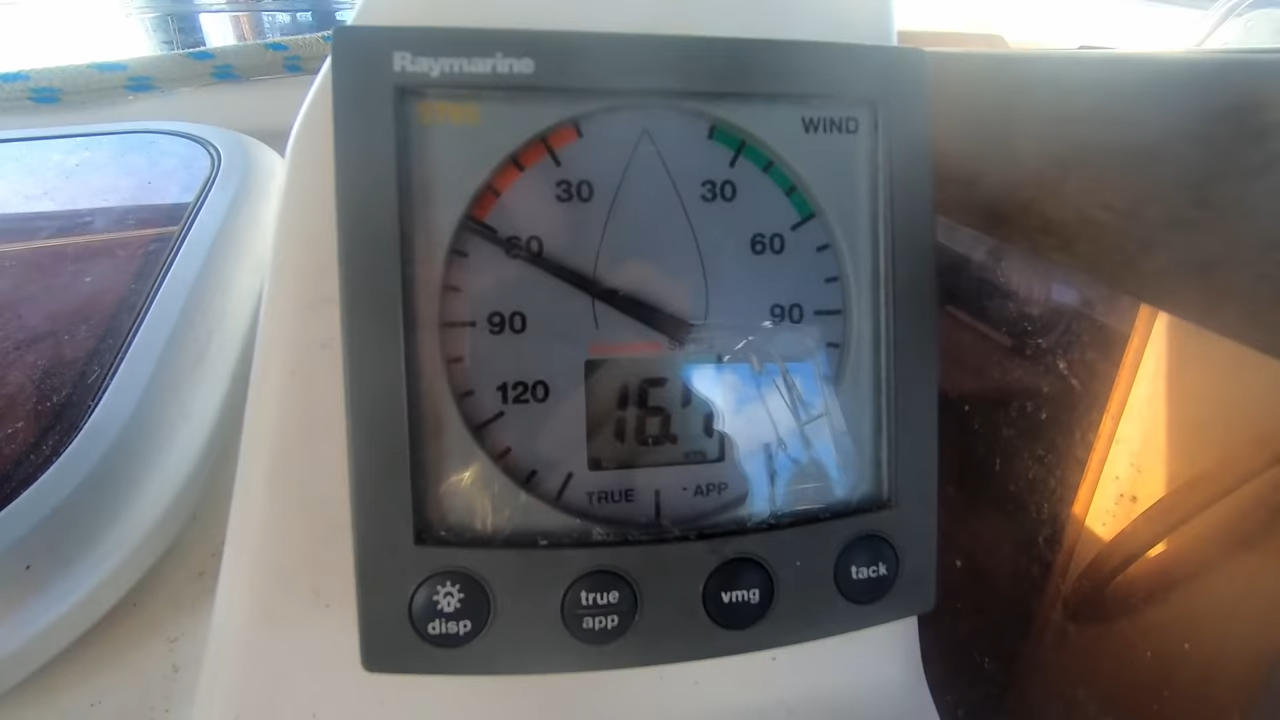 Raymarine
WIND
30 30
60 60
90 90
120
16.
TRUE APP
disp
true
app
vmg
tack